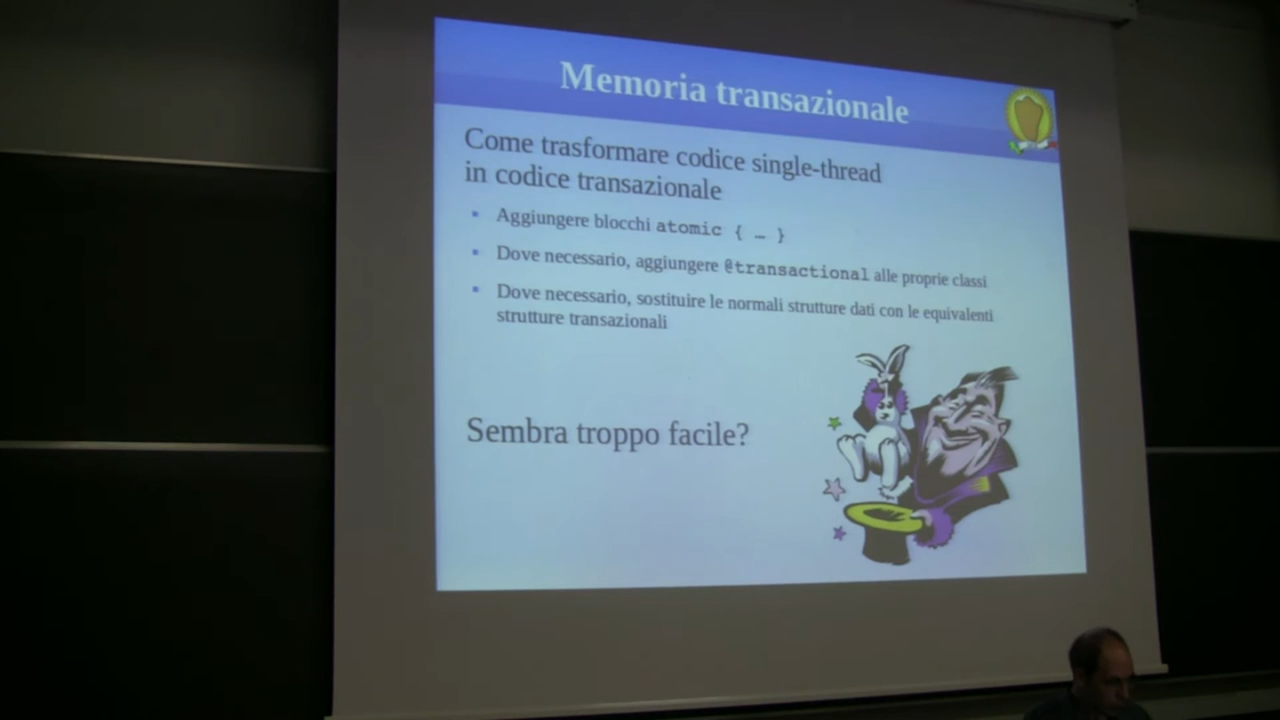 Memoria transazionale
Come trasformare codice single-thread
in codice transazionale
Aggiungere blocchi atomic { … }
Dove necessario, aggiungere @transactional alle proprie classi
Dove necessario, sostituire le normali strutture dati con le equivalenti
strutture transazionali
Sembra troppo facile?